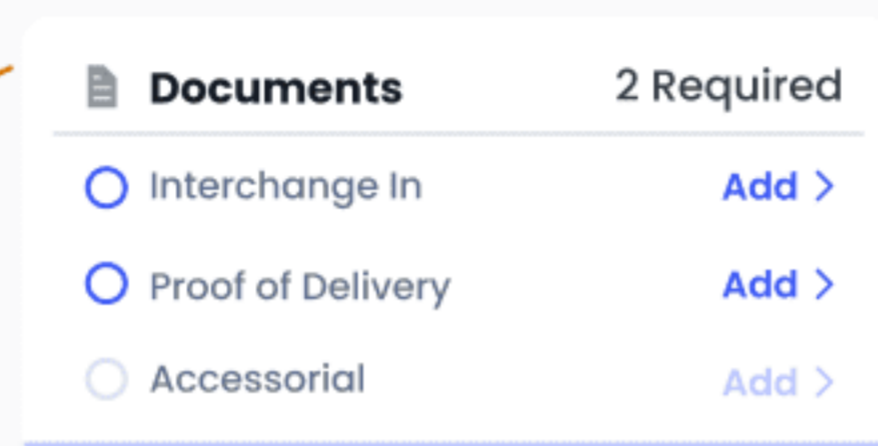 Documents 2 Required
Interchange In Add >
Proof of Delivery Add >
Accessorial Add >